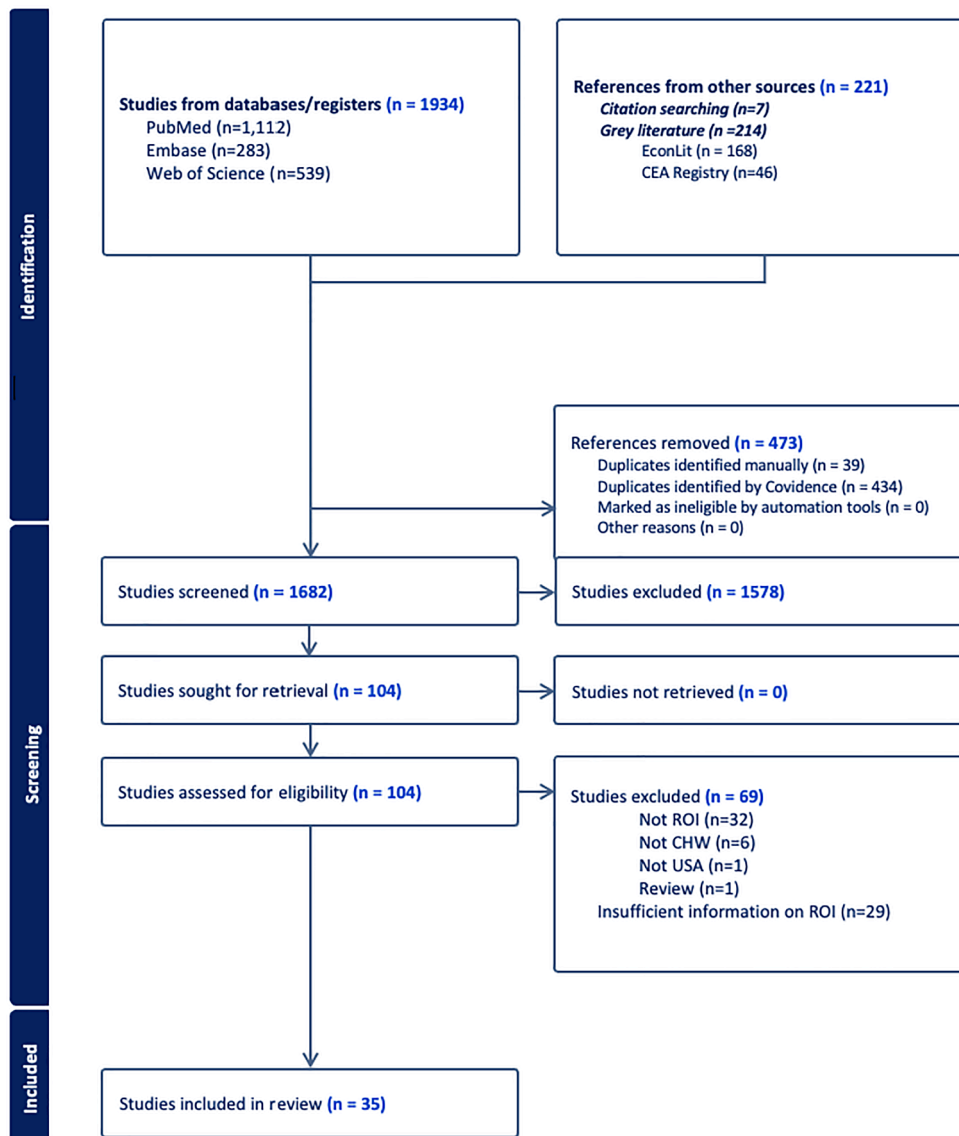 Identification
Studies from databases/registers (n = 1934)
PubMed (n=1,112)
Embase (n=283)
Web of Science (n=539)
References from other sources (n = 221)
Citation searching (n=7)
Grey literature (n =214)
EconLit (n = 168)
CEA Registry (n=46)
References removed (n = 473)
Duplicates identified manually (n = 39)
Duplicates identified by Covidence (n = 434)
Marked as ineligible by automation tools (n = 0)
Other reasons (n = 0)
Screening
Studies screened (n = 1682)
Studies excluded (n = 1578)
Studies sought for retrieval (n = 104)
Studies not retrieved (n = 0)
Studies assessed for eligibility (n = 104)
Studies excluded (n = 69)
Not ROI (n=32)
Not CHW (n=6)
Not USA (n=1)
Review (n=1)
Insufficient information on ROI (n=29)
Included
Studies included in review (n = 35)